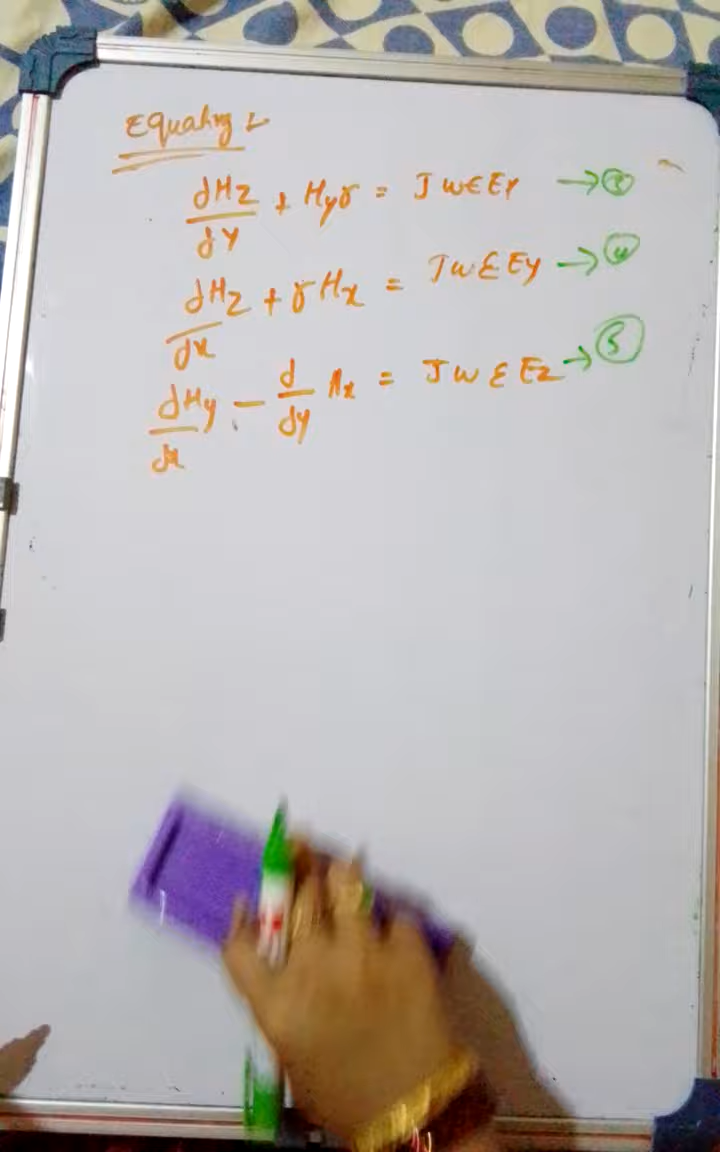 Equating :-
dHz/dy + Hyγ = JωεEx → ③
dHz/dx + γHx = JωεEy → ④
dHy/dx - d/dy Hx = JωεEz → ⑤